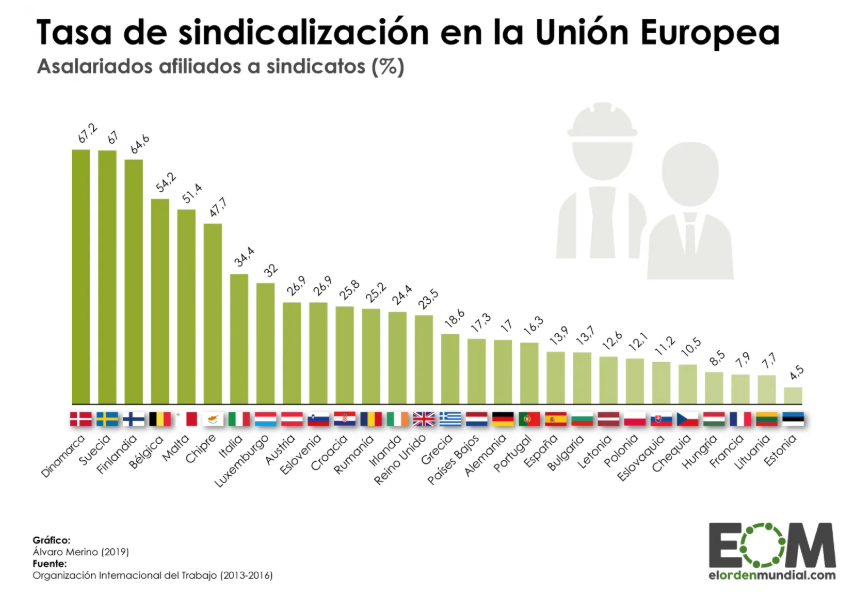 Tasa de sindicalización en la Unión Europea
Asalariados afiliados a sindicatos (%)
67,2
67
64,6
54,2
51,4
47,7
34,4
32
26,9
26,9
25,8
25,2
24,4
23,5
18,6
17,3
17
16,3
13,9
13,7
12,6
12,1
11,2
10,5
8,5
7,9
7,7
4,5
Dinamarca
Suecia
Finlandia
Bélgica
Malta
Chipre
Italia
Luxemburgo
Austria
Eslovenia
Croacia
Rumanía
Irlanda
Reino Unido
Grecia
Países Bajos
Alemania
Portugal
España
Bulgaria
Letonia
Polonia
Eslovaquia
Chequia
Hungría
Francia
Lituania
Estonia
Gráfico:
Álvaro Merino (2019)
Fuente:
Organización Internacional del Trabajo (2013-2016)
EOM
elordenmundial.com